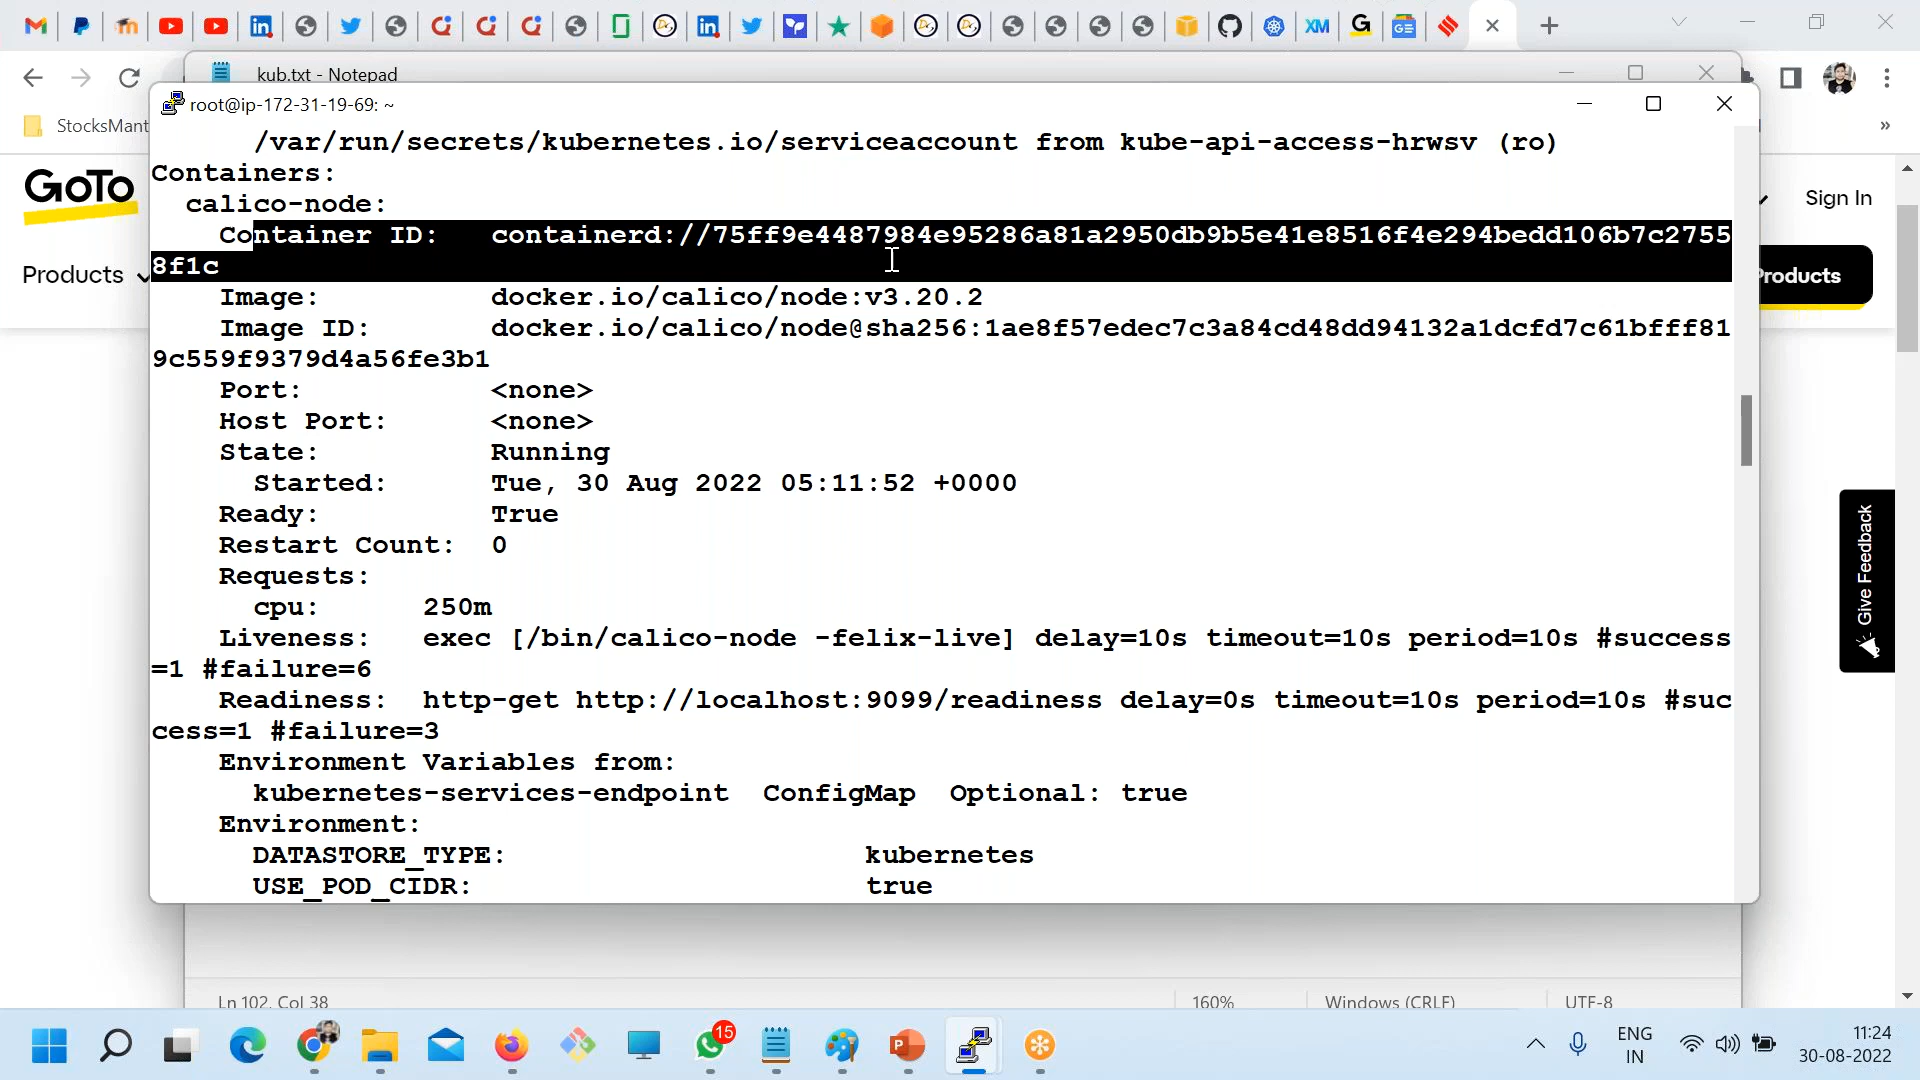 kub.txt - Notepad
root@ip-172-31-19-69: ~
StocksMant
/var/run/secrets/kubernetes.io/serviceaccount from kube-api-access-hrwsv (ro)
Containers:
calico-node:
Container ID: containerd://75ff9e4487984e95286a81a2950db9b5e41e8516f4e294bedd106b7c2755
8f1c
Image: docker.io/calico/node:v3.20.2
Image ID: docker.io/calico/node@sha256:1ae8f57edec7c3a84cd48dd94132a1dcfd7c61bfff81
9c559f9379d4a56fe3b1
Port: <none>
Host Port: <none>
State: Running
Started: Tue, 30 Aug 2022 05:11:52 +0000
Ready: True
Restart Count: 0
Requests:
cpu: 250m
Liveness: exec [/bin/calico-node -felix-live] delay=10s timeout=10s period=10s #success
=1 #failure=6
Readiness: http-get http://localhost:9099/readiness delay=0s timeout=10s period=10s #suc
cess=1 #failure=3
Environment Variables from:
kubernetes-services-endpoint ConfigMap Optional: true
Environment:
DATASTORE_TYPE: kubernetes
USE_POD_CIDR: true
GoTo
Products
Sign In
Products
Give Feedback
Ln 102, Col 38
160%
Windows (CRLF)
UTF-8
15
ENG
IN
11:24
30-08-2022